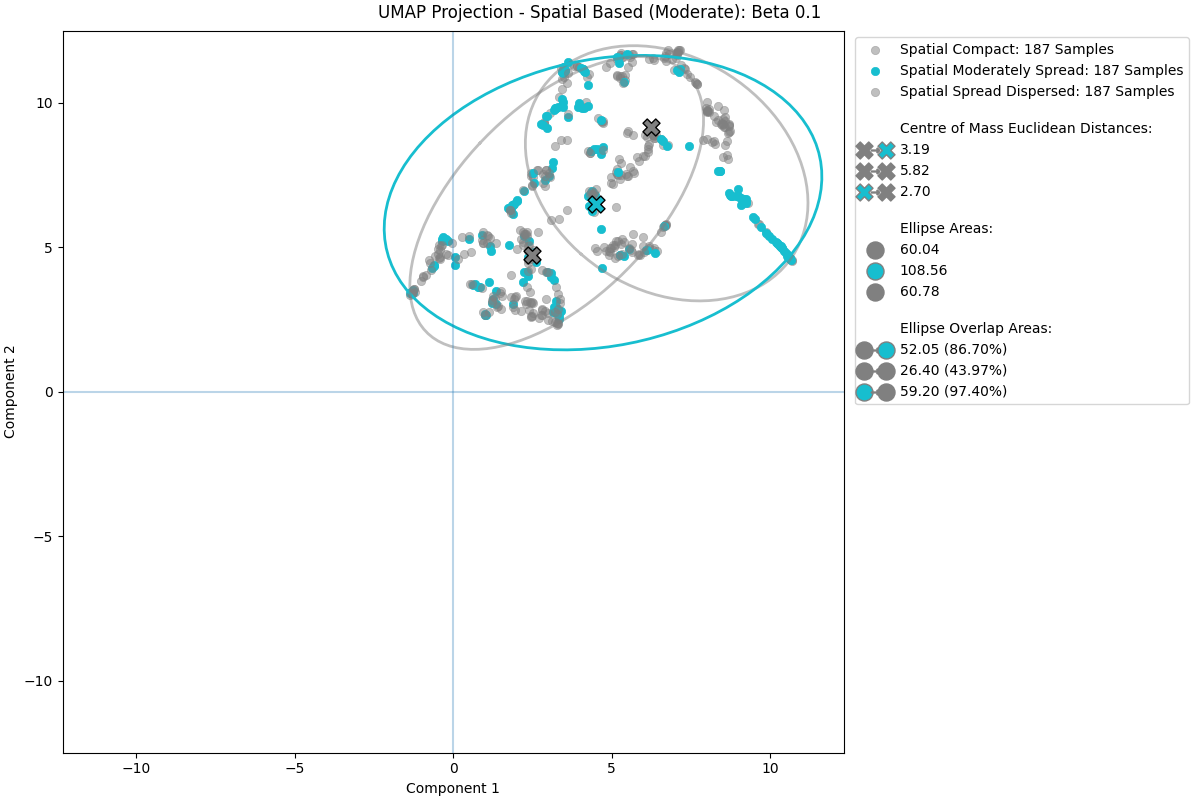 UMAP Projection - Spatial Based (Moderate): Beta 0.1
Spatial Compact: 187 Samples
Spatial Moderately Spread: 187 Samples
Spatial Spread Dispersed: 187 Samples
Centre of Mass Euclidean Distances:
3.19
5.82
2.70
Ellipse Areas:
60.04
108.56
60.78
Ellipse Overlap Areas:
52.05 (86.70%)
26.40 (43.97%)
59.20 (97.40%)
Component 2
10
5
0
−5
−10
−10
−5
0
5
10
Component 1